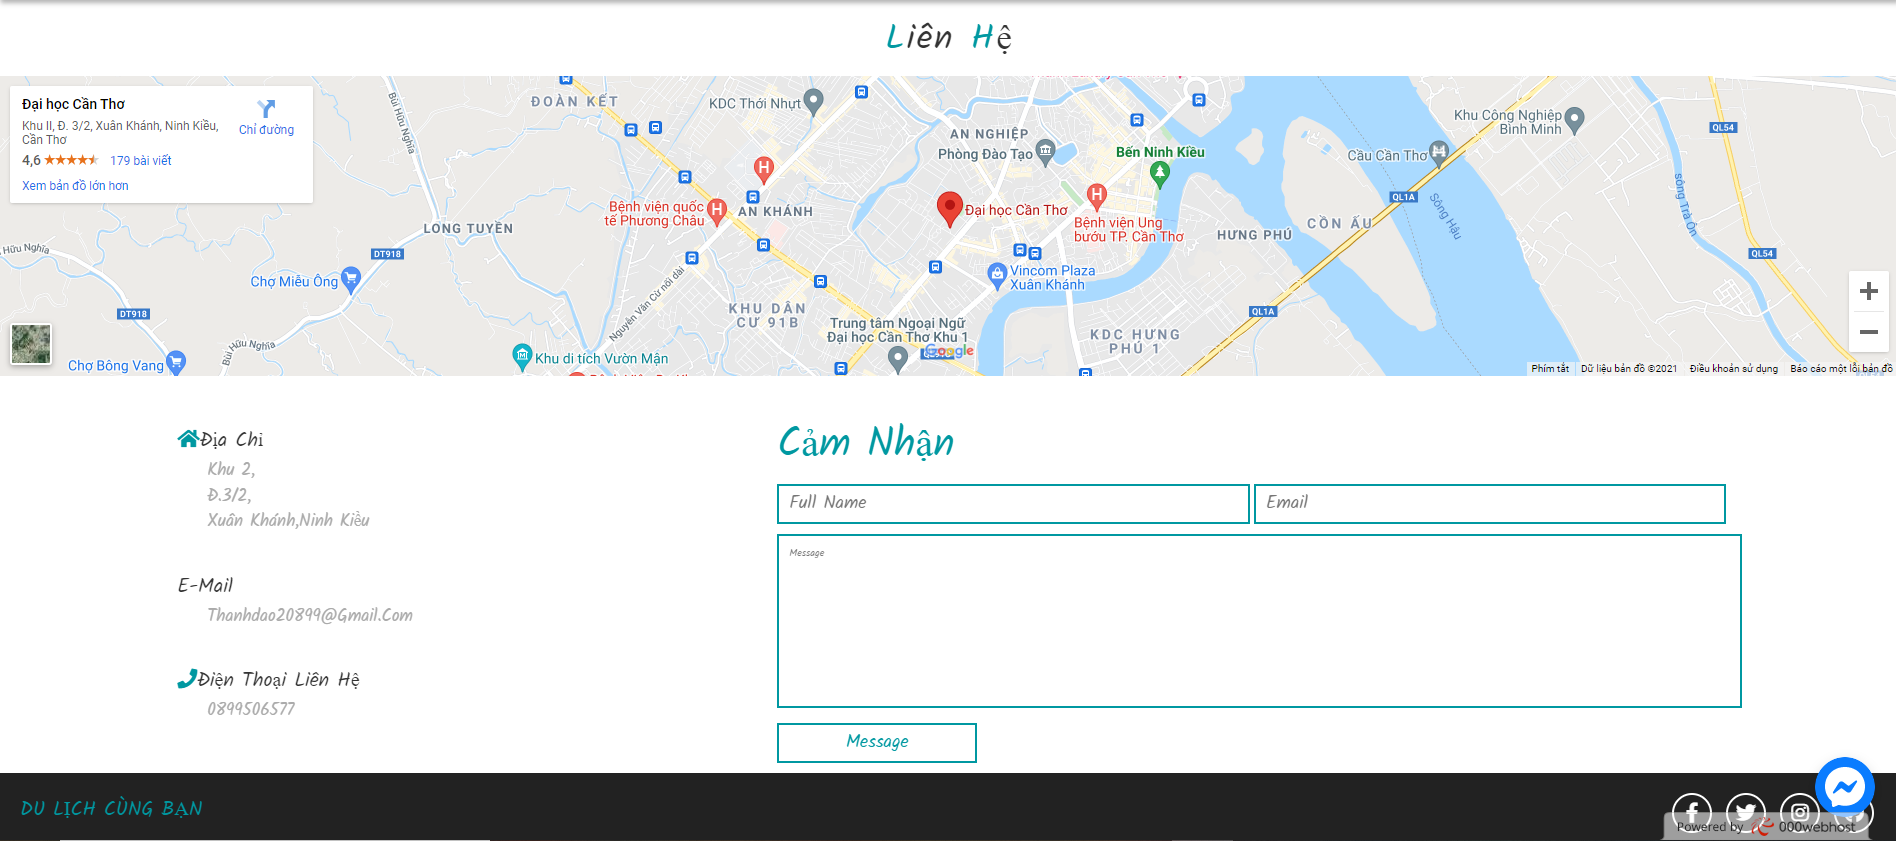 Liên Hệ
Đại học Cần Thơ
Khu II, Đ. 3/2, Xuân Khánh, Ninh Kiều,
Cần Thơ
Chỉ đường
4,6
179 bài viết
Xem bản đồ lớn hơn
Bùi Hữu Nghĩa
ĐOÀN KẾT
KDC Thới Nhựt
AN NGHIỆP
Phòng Đào Tạo
Bến Ninh Kiều
Khu Công Nghiệp
Bình Minh
QL54
Cầu Cần Thơ
Bệnh viện quốc
tế Phương Châu
AN KHÁNH
Đại học Cần Thơ
Bệnh viện Ung
bướu TP. Cần Thơ
QL1A
Sông Hậu
sông Trà Ôn
LONG TUYỀN
HƯNG PHÚ
CỒN ẤU
Hữu Nghĩa
DT918
QL54
Chợ Miễu Ông
Vincom Plaza
Xuân Khánh
Nguyễn Văn Cừ nối dài
DT918
KHU DÂN
CƯ 91B
QL1A
Trung tâm Ngoại Ngữ
Đại học Cần Thơ Khu 1
KDC HƯNG
PHÚ 1
Bùi Hữu Nghĩa
Khu di tích Vườn Mận
Google
Chợ Bông Vang
Phím tắt
Dữ liệu bản đồ ©2021
Điều khoản sử dụng
Báo cáo một lỗi bản đồ
Địa Chỉ
Khu 2,
Đ.3/2,
Xuân Khánh,Ninh Kiều
E-Mail
Thanhdao20899@Gmail.Com
Điện Thoại Liên Hệ
0899506577
Cảm Nhận
Full Name
Email
Message
Message
DU LỊCH CÙNG BẠN
Powered by 000webhost